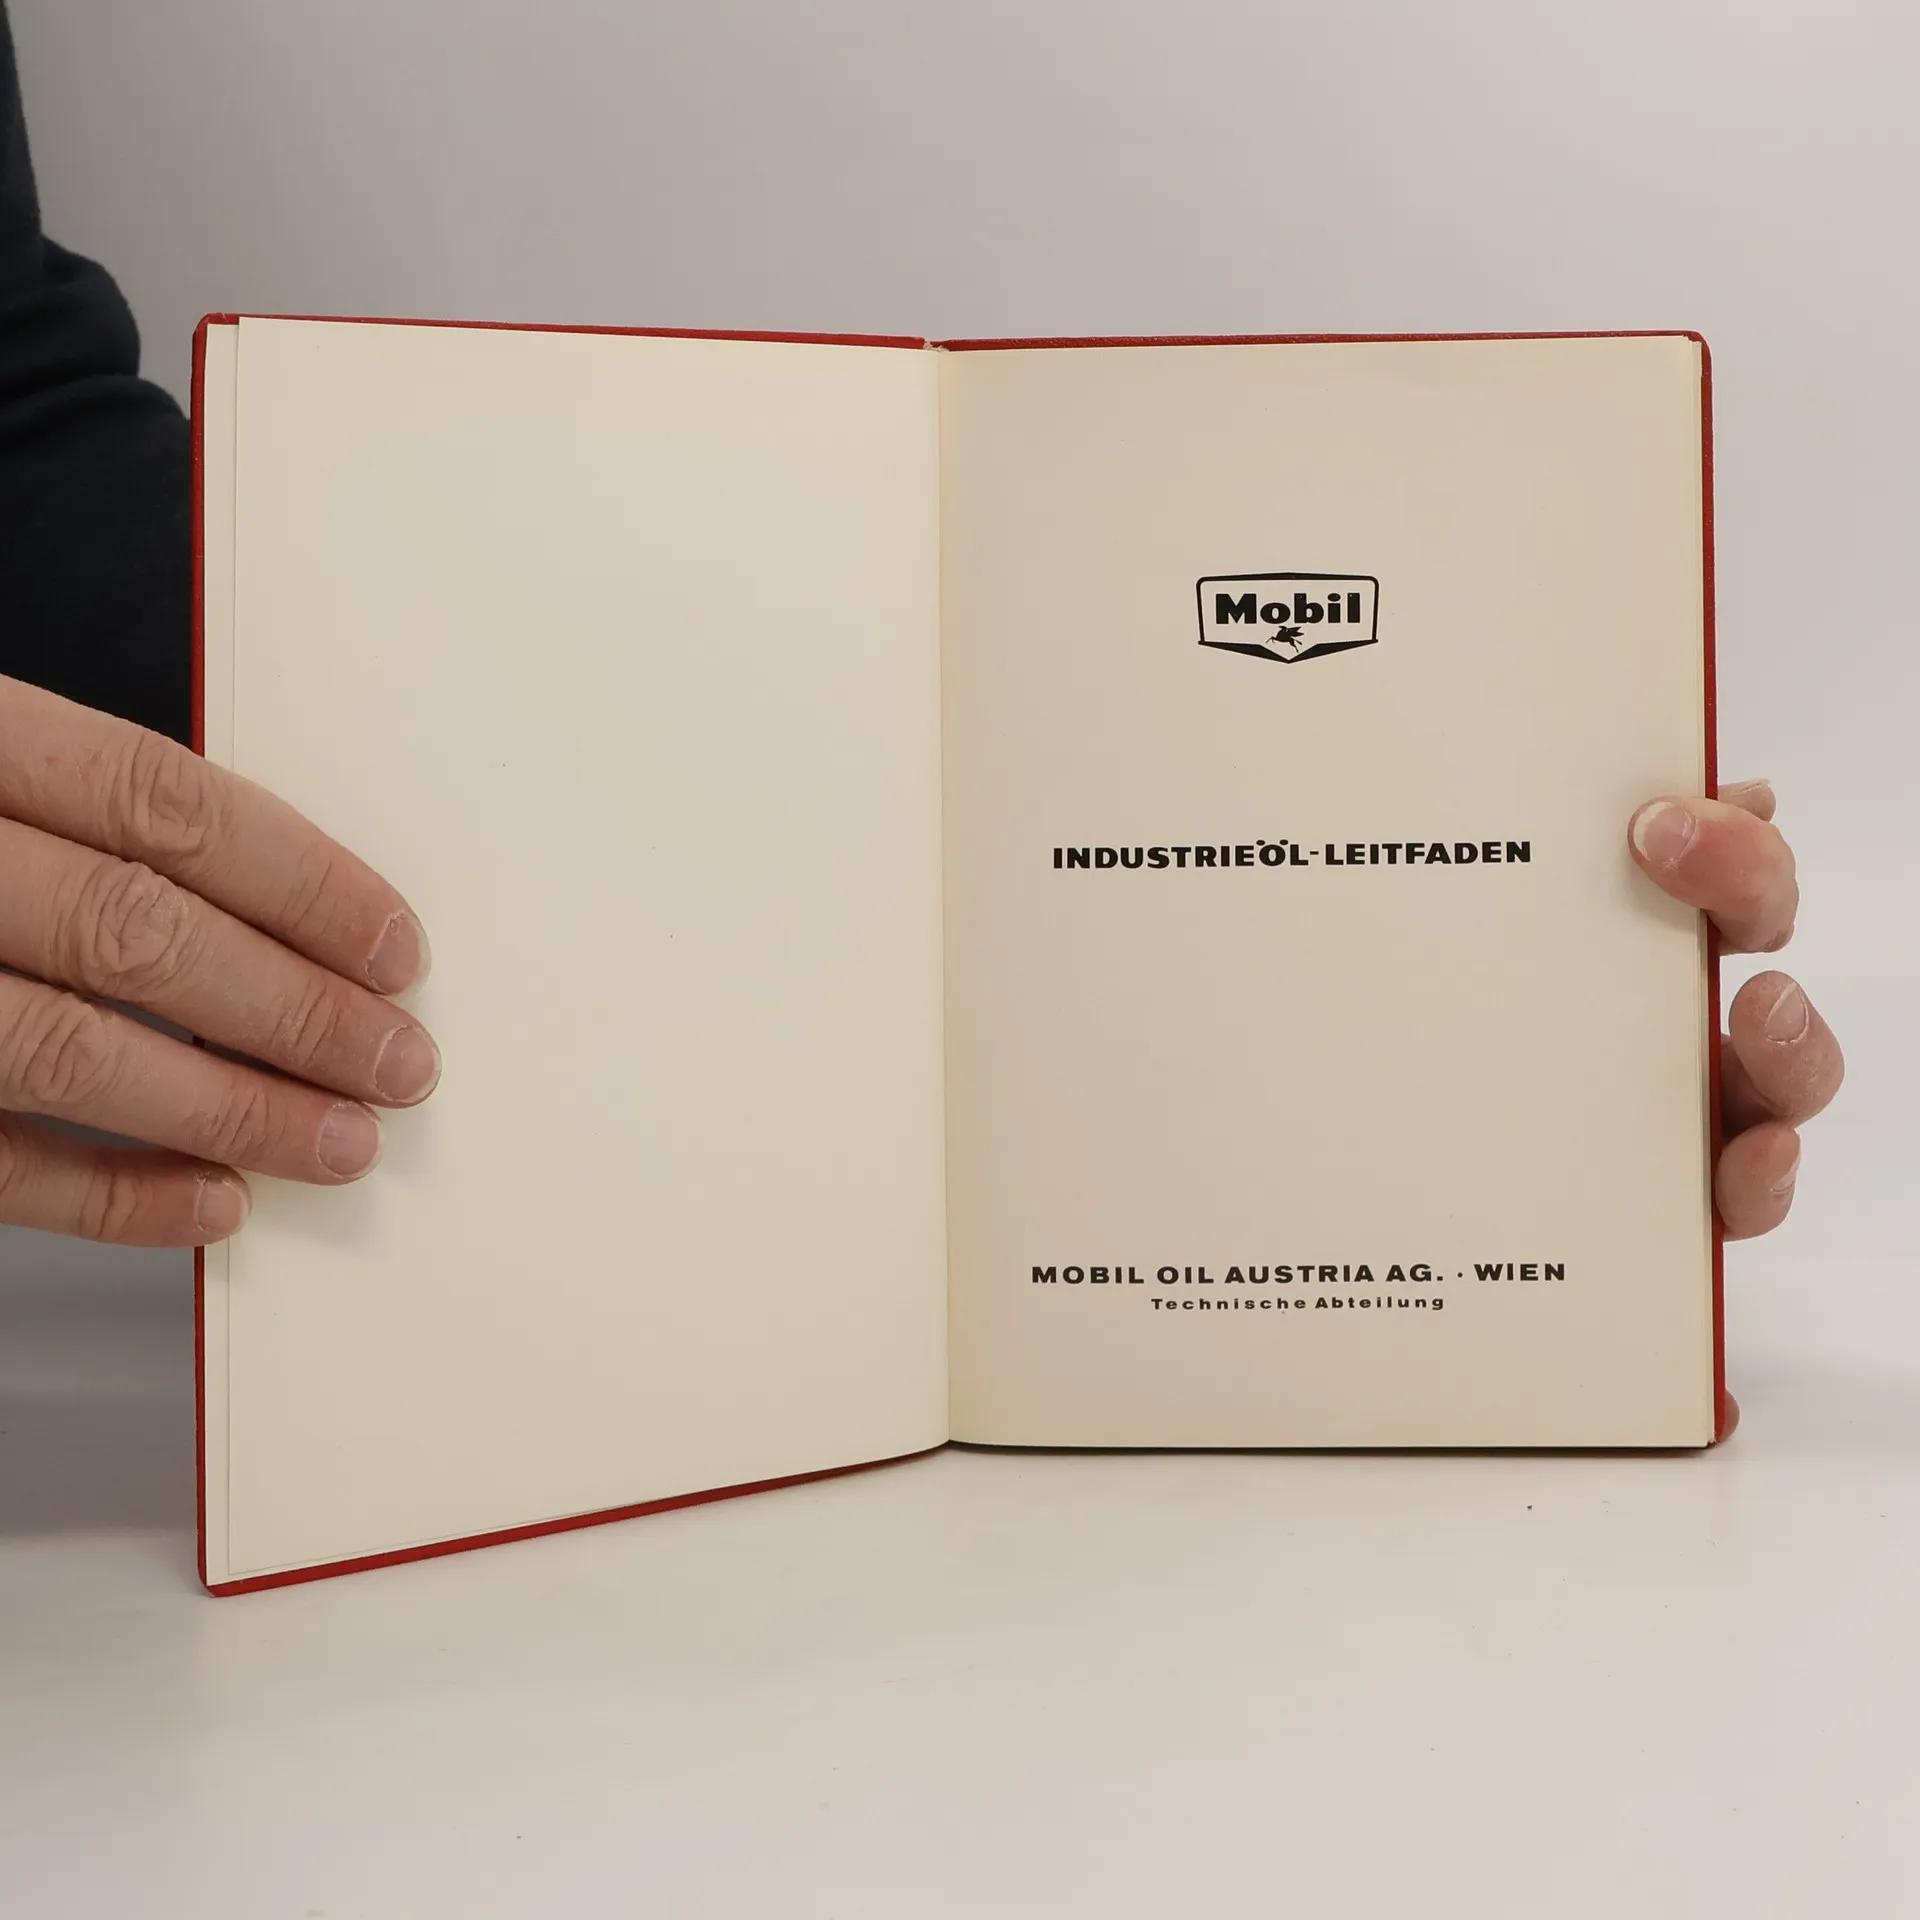 Mobil
INDUSTRIEÖL-LEITFADEN
MOBIL OIL AUSTRIA AG. · WIEN
Technische Abteilung